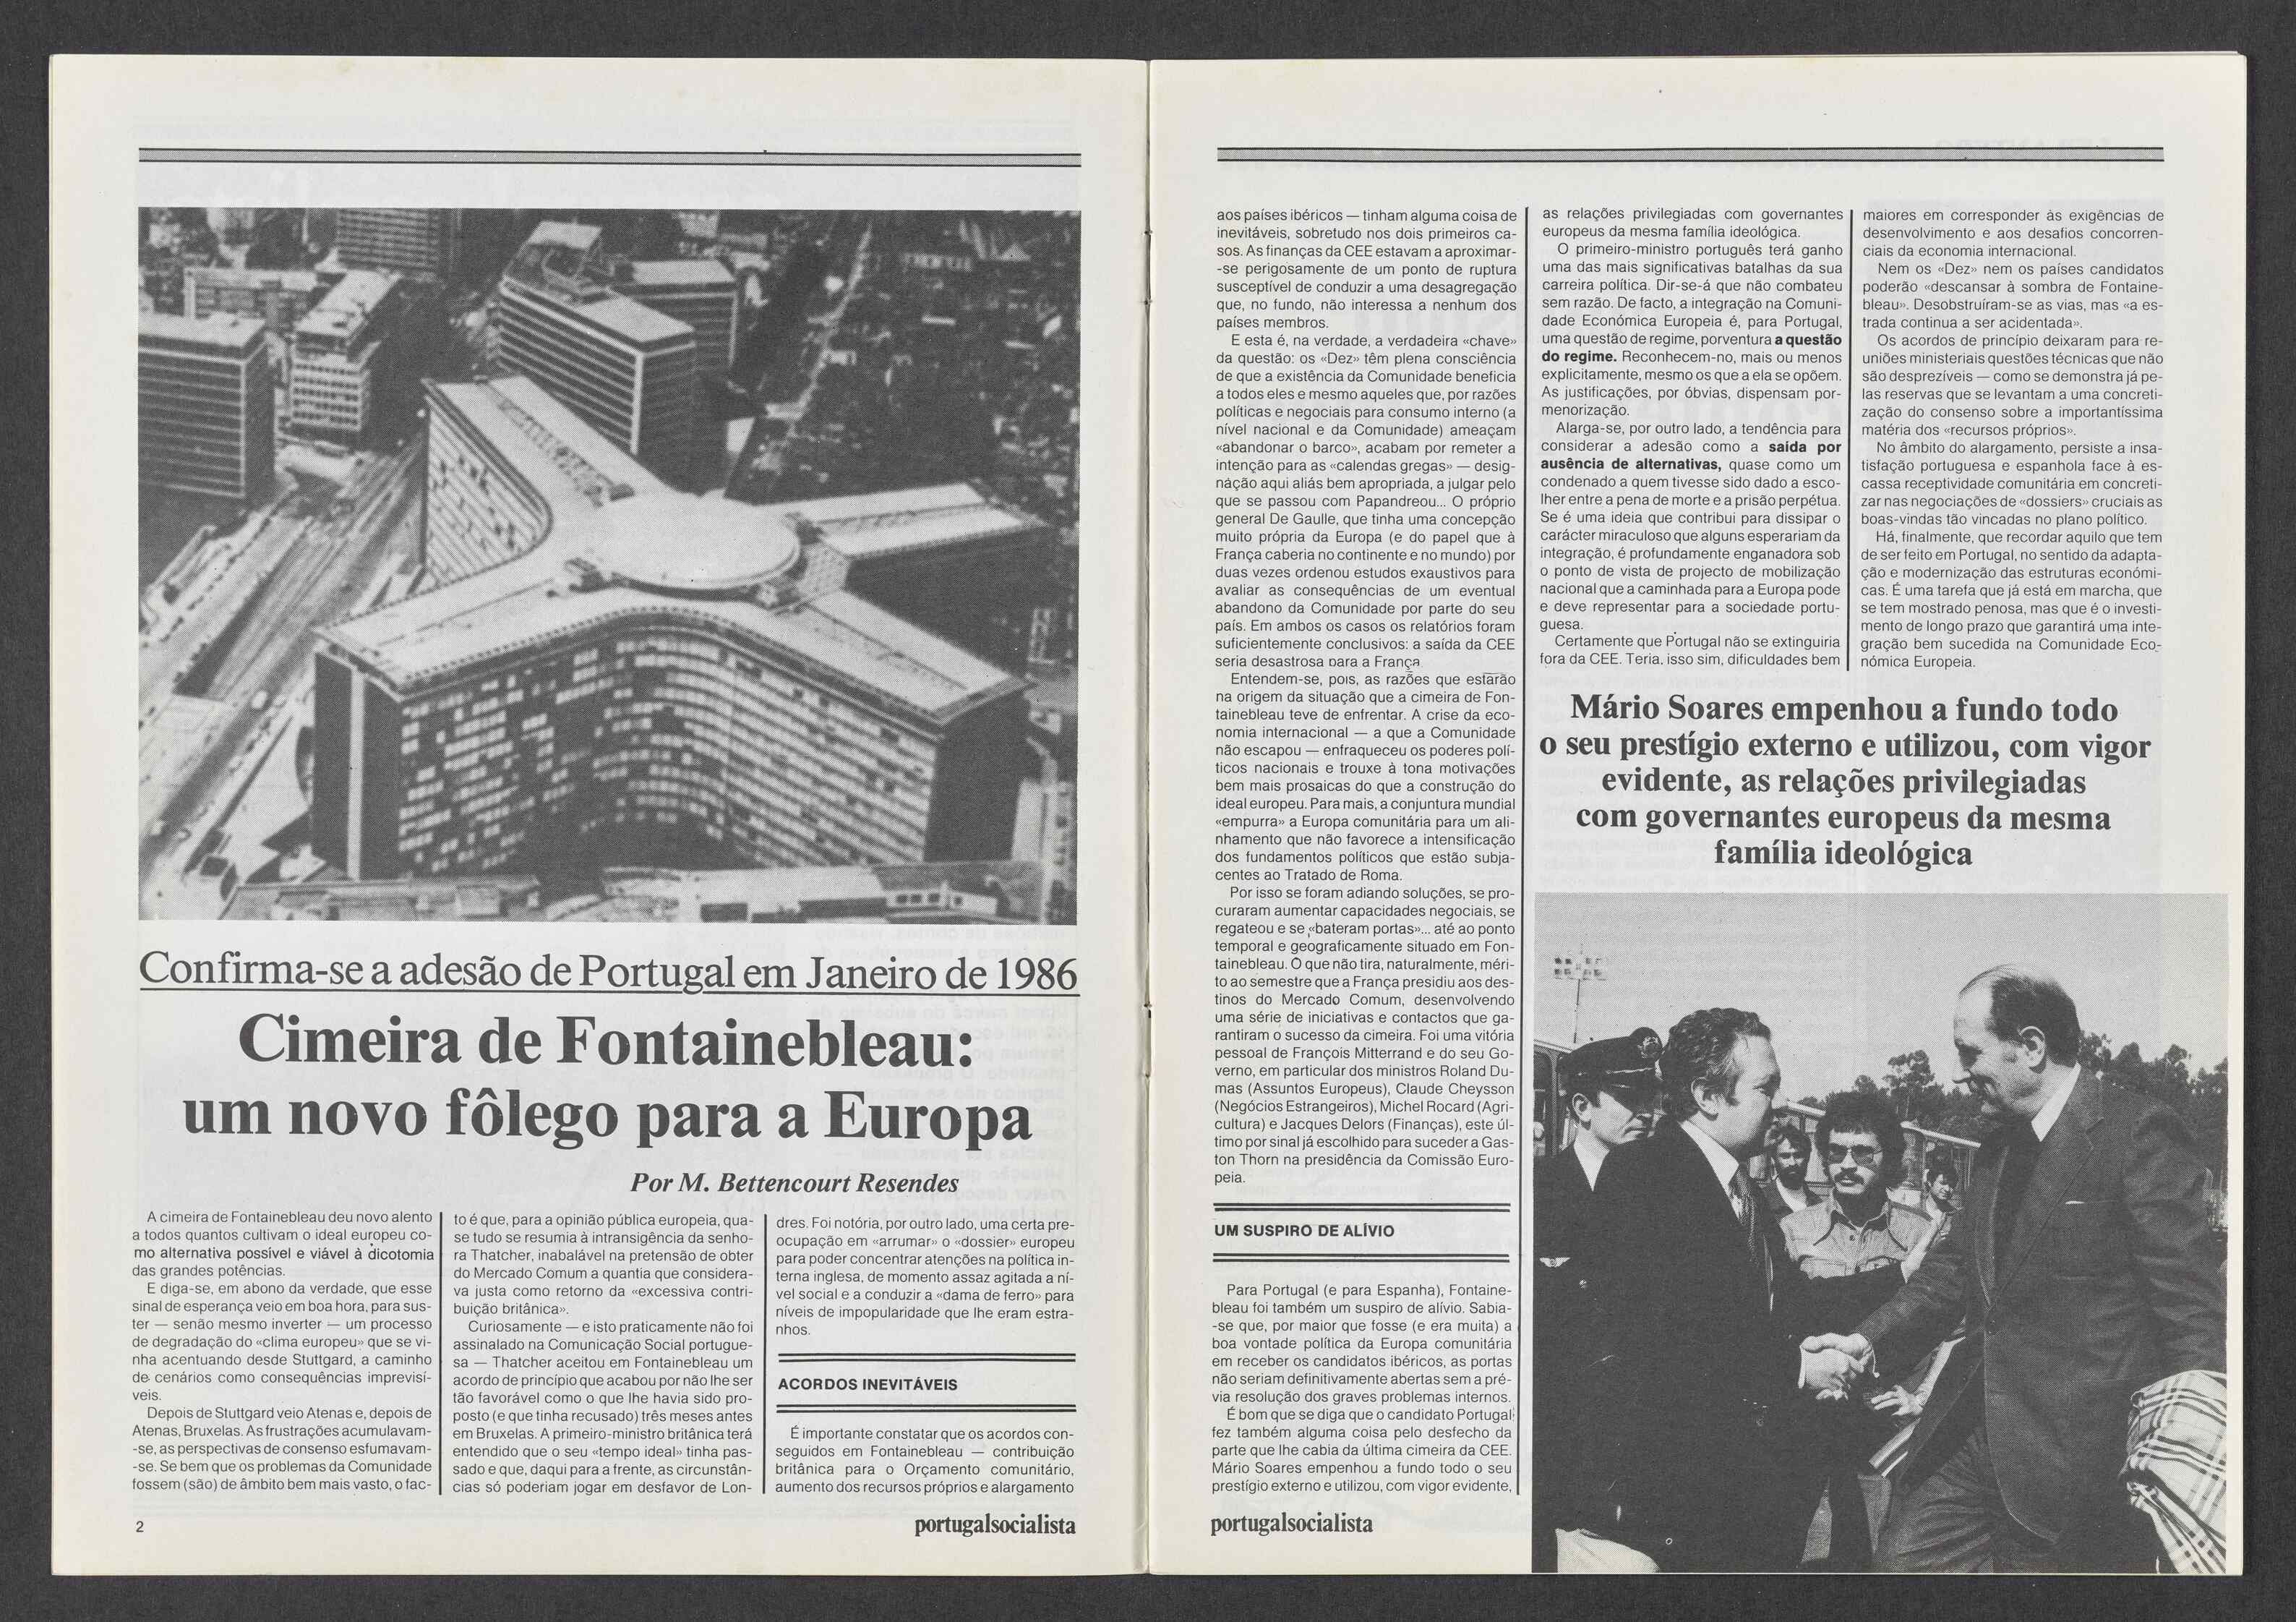 Confirma-se a adesão de Portugal em Janeiro de 1986
Cimeira de Fontainebleau:
um novo fôlego para a Europa
Por M. Bettencourt Resendes
A cimeira de Fontainebleau deu novo alento
a todos quantos cultivam o ideal europeu co-
mo alternativa possível e viável à dicotomia
das grandes potências.
E diga-se, em abono da verdade, que esse
sinal de esperança veio em boa hora, para sus-
ter — senão mesmo inverter — um processo
de degradação do «clima europeu» que se vi-
nha acentuando desde Stuttgard, a caminho
de cenários como consequências imprevisí-
veis.
Depois de Stuttgard veio Atenas e, depois de
Atenas, Bruxelas. As frustrações acumulavam-
-se, as perspectivas de consenso esfumavam-
-se. Se bem que os problemas da Comunidade
fossem (são) de âmbito bem mais vasto, o fac-
to é que, para a opinião pública europeia, qua-
se tudo se resumia à intransigência da senho-
ra Thatcher, inabalável na pretensão de obter
do Mercado Comum a quantia que considera-
va justa como retorno da «excessiva contri-
buição britânica».
Curiosamente — e isto praticamente não foi
assinalado na Comunicação Social portugue-
sa — Thatcher aceitou em Fontainebleau um
acordo de princípio que acabou por não lhe ser
tão favorável como o que lhe havia sido pro-
posto (e que tinha recusado) três meses antes
em Bruxelas. A primeiro-ministro britânica terá
entendido que o seu «tempo ideal» tinha pas-
sado e que, daqui para a frente, as circunstân-
cias só poderiam jogar em desfavor de Lon-
dres. Foi notória, por outro lado, uma certa pre-
ocupação em «arrumar» o «dossier» europeu
para poder concentrar atenções na política in-
terna inglesa, de momento assaz agitada a ní-
vel social e a conduzir a «dama de ferro» para
níveis de impopularidade que lhe eram estra-
nhos.
ACORDOS INEVITÁVEIS
É importante constatar que os acordos con-
seguidos em Fontainebleau — contribuição
britânica para o Orçamento comunitário,
aumento dos recursos próprios e alargamento
2
portugalsocialista
aos países ibéricos — tinham alguma coisa de
inevitáveis, sobretudo nos dois primeiros ca-
sos. As finanças da CEE estavam a aproximar-
-se perigosamente de um ponto de ruptura
susceptível de conduzir a uma desagregação
que, no fundo, não interessa a nenhum dos
países membros.
E esta é, na verdade, a verdadeira «chave»
da questão: os «Dez» têm plena consciência
de que a existência da Comunidade beneficia
a todos eles e mesmo aqueles que, por razões
políticas e negociais para consumo interno (a
nível nacional e da Comunidade) ameaçam
«abandonar o barco», acabam por remeter a
intenção para as «calendas gregas» — desig-
nação aqui aliás bem apropriada, a julgar pelo
que se passou com Papandreou... O próprio
general De Gaulle, que tinha uma concepção
muito própria da Europa (e do papel que à
França caberia no continente e no mundo) por
duas vezes ordenou estudos exaustivos para
avaliar as consequências de um eventual
abandono da Comunidade por parte do seu
país. Em ambos os casos os relatórios foram
suficientemente conclusivos: a saída da CEE
seria desastrosa para a França.
Entendem-se, pois, as razões que estarão
na origem da situação que a cimeira de Fon-
tainebleau teve de enfrentar. A crise da eco-
nomia internacional — a que a Comunidade
não escapou — enfraqueceu os poderes polí-
ticos nacionais e trouxe à tona motivações
bem mais prosaicas do que a construção do
ideal europeu. Para mais, a conjuntura mundial
«empurra» a Europa comunitária para um ali-
nhamento que não favorece a intensificação
dos fundamentos políticos que estão subja-
centes ao Tratado de Roma.
Por isso se foram adiando soluções, se pro-
curaram aumentar capacidades negociais, se
regateou e se «bateram portas»... até ao ponto
temporal e geograficamente situado em Fon-
tainebleau. O que não tira, naturalmente, méri-
to ao semestre que a França presidiu aos des-
tinos do Mercado Comum, desenvolvendo
uma série de iniciativas e contactos que ga-
rantiram o sucesso da cimeira. Foi uma vitória
pessoal de François Mitterrand e do seu Go-
verno, em particular dos ministros Roland Du-
mas (Assuntos Europeus), Claude Cheysson
(Negócios Estrangeiros), Michel Rocard (Agri-
cultura) e Jacques Delors (Finanças), este úl-
timo por sinal já escolhido para suceder a Gas-
ton Thorn na presidência da Comissão Euro-
peia.
UM SUSPIRO DE ALÍVIO
Para Portugal (e para Espanha), Fontaine-
bleau foi também um suspiro de alívio. Sabia-
-se que, por maior que fosse (e era muita) a
boa vontade política da Europa comunitária
em receber os candidatos ibéricos, as portas
não seriam definitivamente abertas sem a pré-
via resolução dos graves problemas internos.
É bom que se diga que o candidato Portugal
fez também alguma coisa pelo desfecho da
parte que lhe cabia da última cimeira da CEE.
Mário Soares empenhou a fundo todo o seu
prestígio externo e utilizou, com vigor evidente,
as relações privilegiadas com governantes
europeus da mesma família ideológica.
O primeiro-ministro português terá ganho
uma das mais significativas batalhas da sua
carreira política. Dir-se-á que não combateu
sem razão. De facto, a integração na Comuni-
dade Económica Europeia é, para Portugal,
uma questão de regime, porventura a questão
do regime. Reconhecem-no, mais ou menos
explicitamente, mesmo os que a ela se opõem.
As justificações, por óbvias, dispensam por-
menorização.
Alarga-se, por outro lado, a tendência para
considerar a adesão como a saída por
ausência de alternativas, quase como um
condenado a quem tivesse sido dado a esco-
lher entre a pena de morte e a prisão perpétua.
Se é uma ideia que contribui para dissipar o
carácter miraculoso que alguns esperariam da
integração, é profundamente enganadora sob
o ponto de vista de projecto de mobilização
nacional que a caminhada para a Europa pode
e deve representar para a sociedade portu-
guesa.
Certamente que Portugal não se extinguiria
fora da CEE. Teria, isso sim, dificuldades bem
maiores em corresponder às exigências de
desenvolvimento e aos desafios concorren-
ciais da economia internacional.
Nem os «Dez» nem os países candidatos
poderão «descansar à sombra de Fontaine-
bleau». Desobstruíram-se as vias, mas «a es-
trada continua a ser acidentada».
Os acordos de princípio deixaram para re-
uniões ministeriais questões técnicas que não
são desprezíveis — como se demonstra já pe-
las reservas que se levantam a uma concreti-
zação do consenso sobre a importantíssima
matéria dos «recursos próprios».
No âmbito do alargamento, persiste a insa-
tisfação portuguesa e espanhola face à es-
cassa receptividade comunitária em concreti-
zar nas negociações de «dossiers» cruciais as
boas-vindas tão vincadas no plano político.
Há, finalmente, que recordar aquilo que tem
de ser feito em Portugal, no sentido da adapta-
ção e modernização das estruturas económi-
cas. É uma tarefa que já está em marcha, que
se tem mostrado penosa, mas que é o investi-
mento de longo prazo que garantirá uma inte-
gração bem sucedida na Comunidade Eco-
nómica Europeia.
Mário Soares empenhou a fundo todo
o seu prestígio externo e utilizou, com vigor
evidente, as relações privilegiadas
com governantes europeus da mesma
família ideológica
portugalsocialista